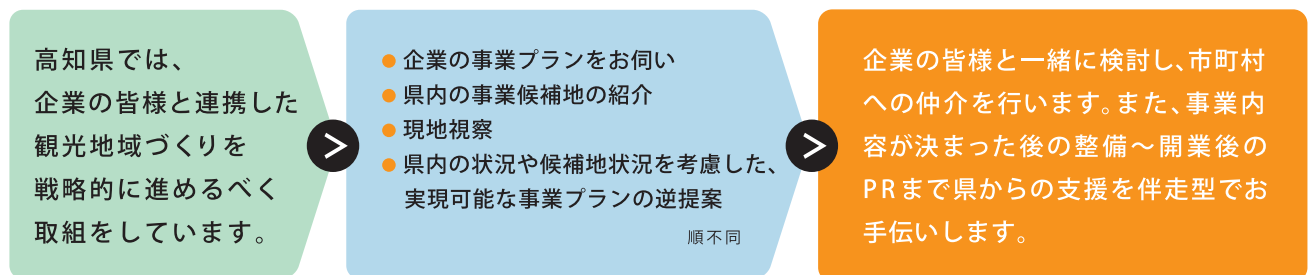 高知県では、
企業の皆様と連携した
観光地域づくりを
戦略的に進めるべく
取組をしています。
●企業の事業プランをお伺い
●県内の事業候補地の紹介
●現地視察
●県内の状況や候補地状況を考慮した、
実現可能な事業プランの逆提案
順不同
企業の皆様と一緒に検討し、市町村
への仲介を行います。また、事業内
容が決まった後の整備～開業後の
PRまで県からの支援を伴走型でお
手伝いします。